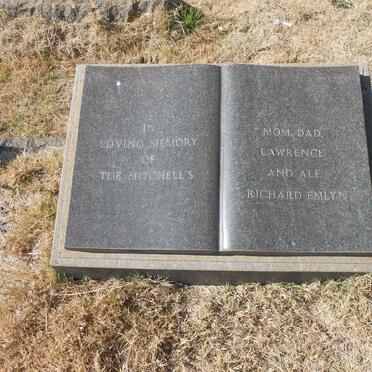 IN
LOVING MEMORY
OF
THE MITCHELL'S
MOM, DAD,
LAWRENCE
AND ALF
RICHARD EMLYN